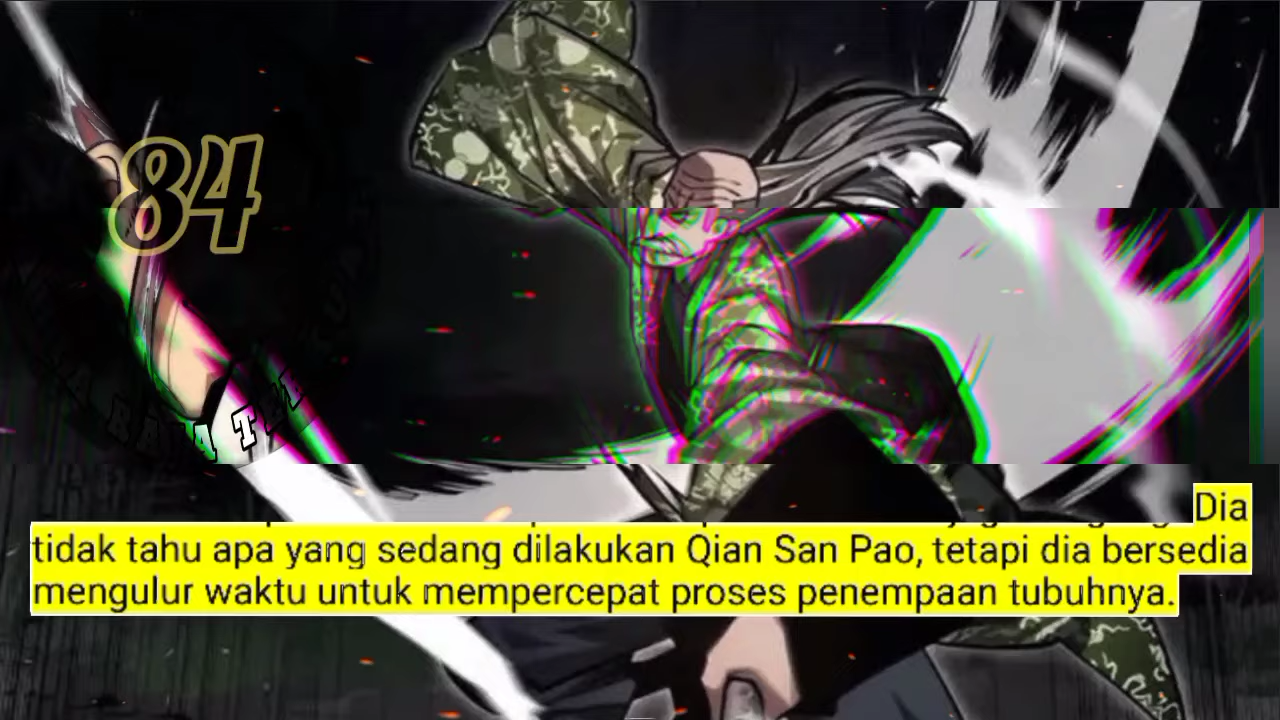 84
Dia
tidak tahu apa yang sedang dilakukan Qian San Pao, tetapi dia bersedia
mengulur waktu untuk mempercepat proses penempaan tubuhnya.